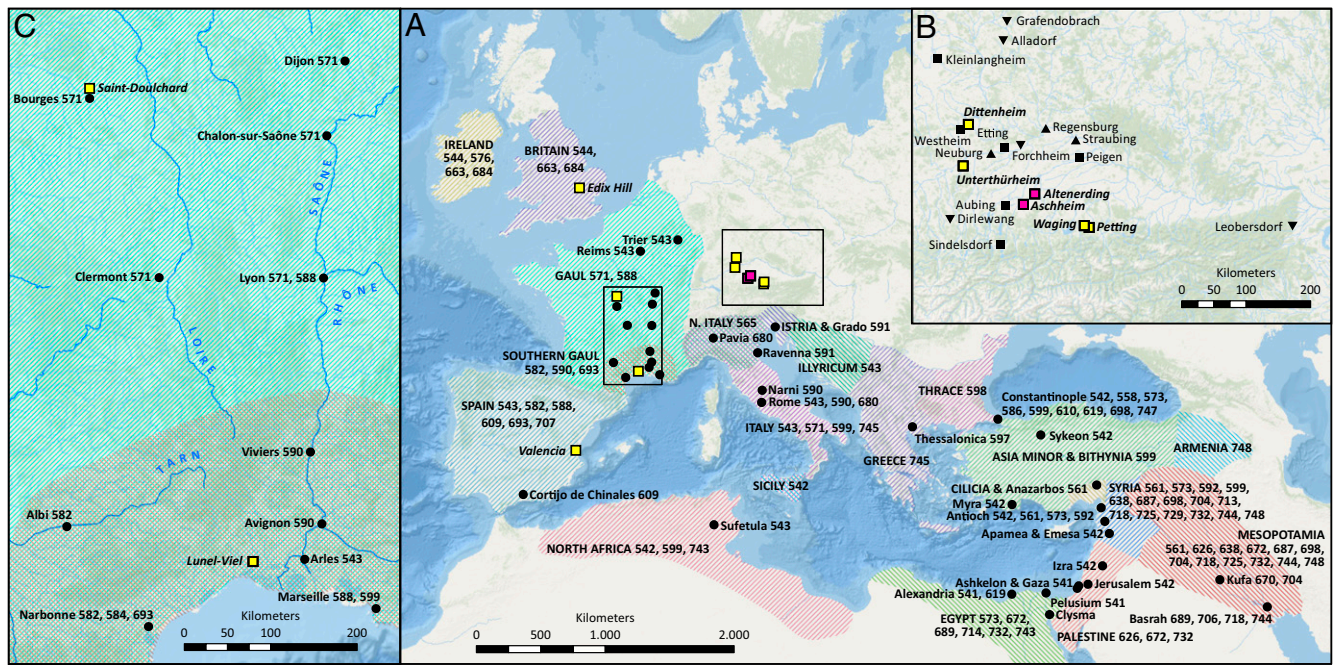 C
Dijon 571
Saint-Doulchard
Bourges 571
Chalon-sur-Saône 571
SAÔNE
Clermont 571
Lyon 571, 588
RHÔNE
LOIRE
Viviers 590
TARN
Albi 582
Avignon 590
Lunel-Viel
Arles 543
Marseille 588, 599
Narbonne 582, 584, 693
Kilometers
0 50 100 200
A
IRELAND
544, 576,
663, 684
BRITAIN 544,
663, 684
Edix Hill
Trier 543
Reims 543
GAUL 571, 588
N. ITALY 565
ISTRIA & Grado 591
Pavia 680
Ravenna 591
SOUTHERN GAUL
582, 590, 693
ILLYRICUM 543
Narni 590
THRACE 598
Constantinople 542, 558, 573,
586, 599, 610, 619, 698, 747
SPAIN 543, 582, 588,
609, 693, 707
Rome 543, 590, 680
ITALY 543, 571, 599, 745
Thessalonica 597
Sykeon 542
ARMENIA 748
Valencia
GREECE 745
ASIA MINOR & BITHYNIA 599
SICILY 542
CILICIA & Anazarbos 561
SYRIA 561, 573, 592, 599,
638, 687, 698, 704, 713,
718, 725, 729, 732, 744, 748
Cortijo de Chinales 609
Myra 542
Antioch 542, 561, 573, 592
Sufetula 543
Apamea & Emesa 542
MESOPOTAMIA
561, 626, 638, 672, 687, 698,
704, 718, 725, 732, 744, 748
NORTH AFRICA 542, 599, 743
Izra 542
Ashkelon & Gaza 541
Jerusalem 542
Kufa 670, 704
Alexandria 541, 619
Pelusium 541
Clysma
EGYPT 573, 672,
689, 714, 732, 743
Basrah 689, 706, 718, 744
PALESTINE 626, 672, 732
Kilometers
0 500 1.000 2.000
B
Grafendobrach
Alladorf
Kleinlangheim
Dittenheim
Westheim
Etting
Regensburg
Straubing
Neuburg
Forchheim
Peigen
Unterthürheim
Altenerding
Aubing
Aschheim
Dirlewang
Waging
Petting
Leobersdorf
Sindelsdorf
Kilometers
0 50 100 200